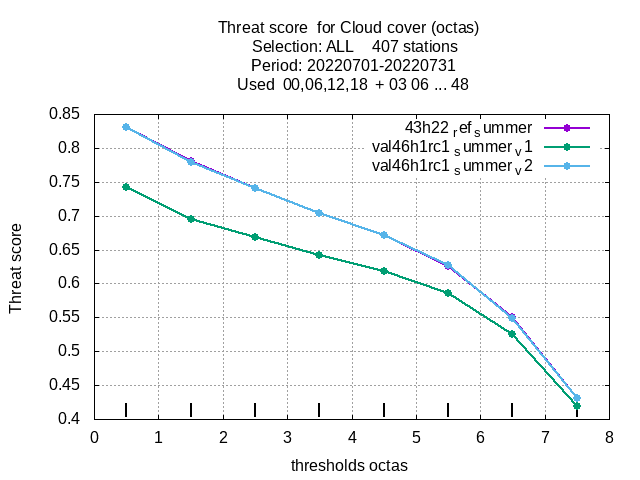 Threat score  for Cloud cover (octas)
Selection: ALL    407 stations
Period: 20220701-20220731
Used  00,06,12,18  + 03 06 ... 48
43h22 ref summer
val46h1rc1 summer v1
val46h1rc1 summer v2
0.85
0.8
0.75
0.7
0.65
0.6
0.55
0.5
0.45
0.4
Threat score
0 1 2 3 4 5 6 7 8
thresholds octas